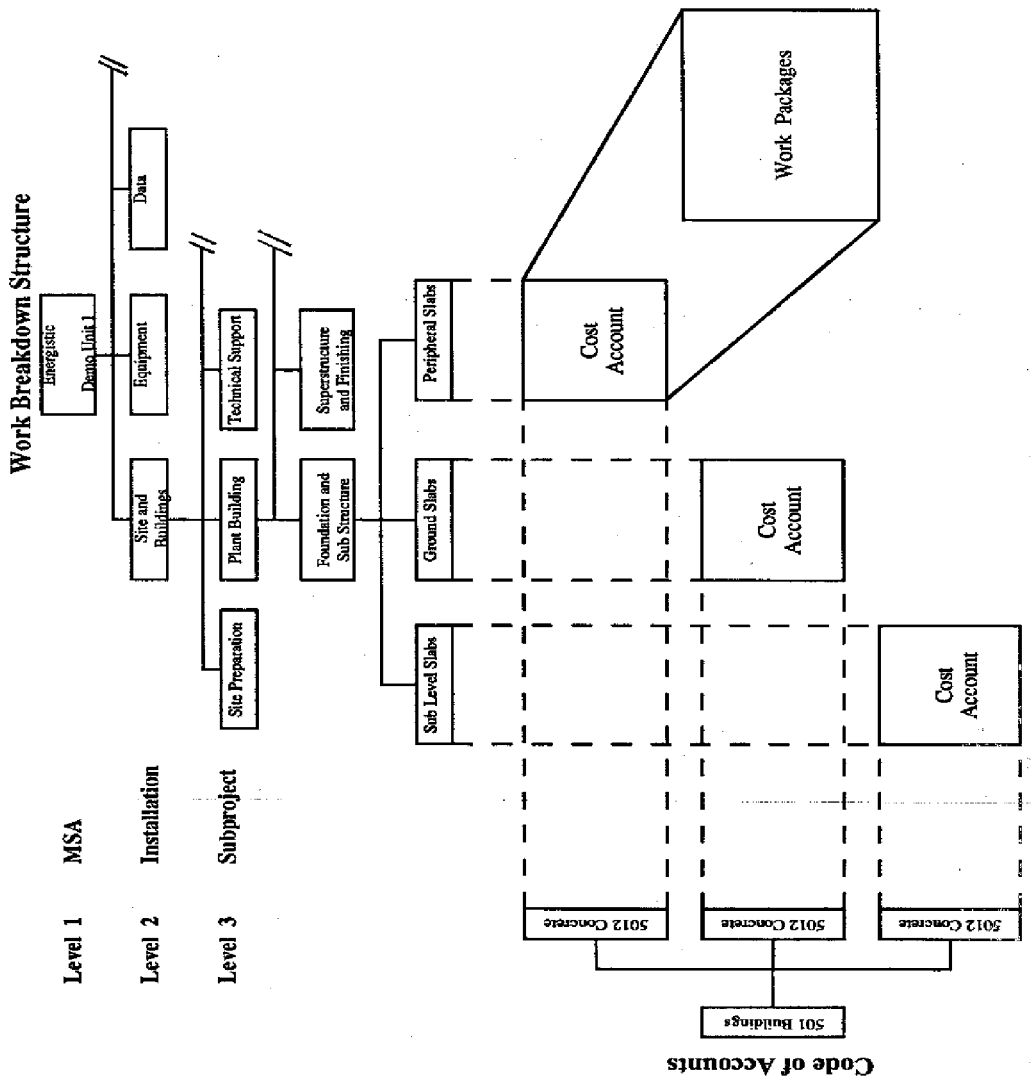 Work Breakdown Structure
Level 1 MSA
Energistic
Demo Unit 1
Level 2 Installation
Site and
Buildings
Equipment
Data
Level 3 Subproject
Site Preparation
Plant Building
Technical Support
Foundation and
Sub Structure
Superstructure
and Finishing
Sub Level Slabs
Ground Slabs
Peripheral Slabs
Code of Accounts
501 Buildings
5012 Concrete
5012 Concrete
5012 Concrete
Cost
Account
Cost
Account
Cost
Account
Work Packages